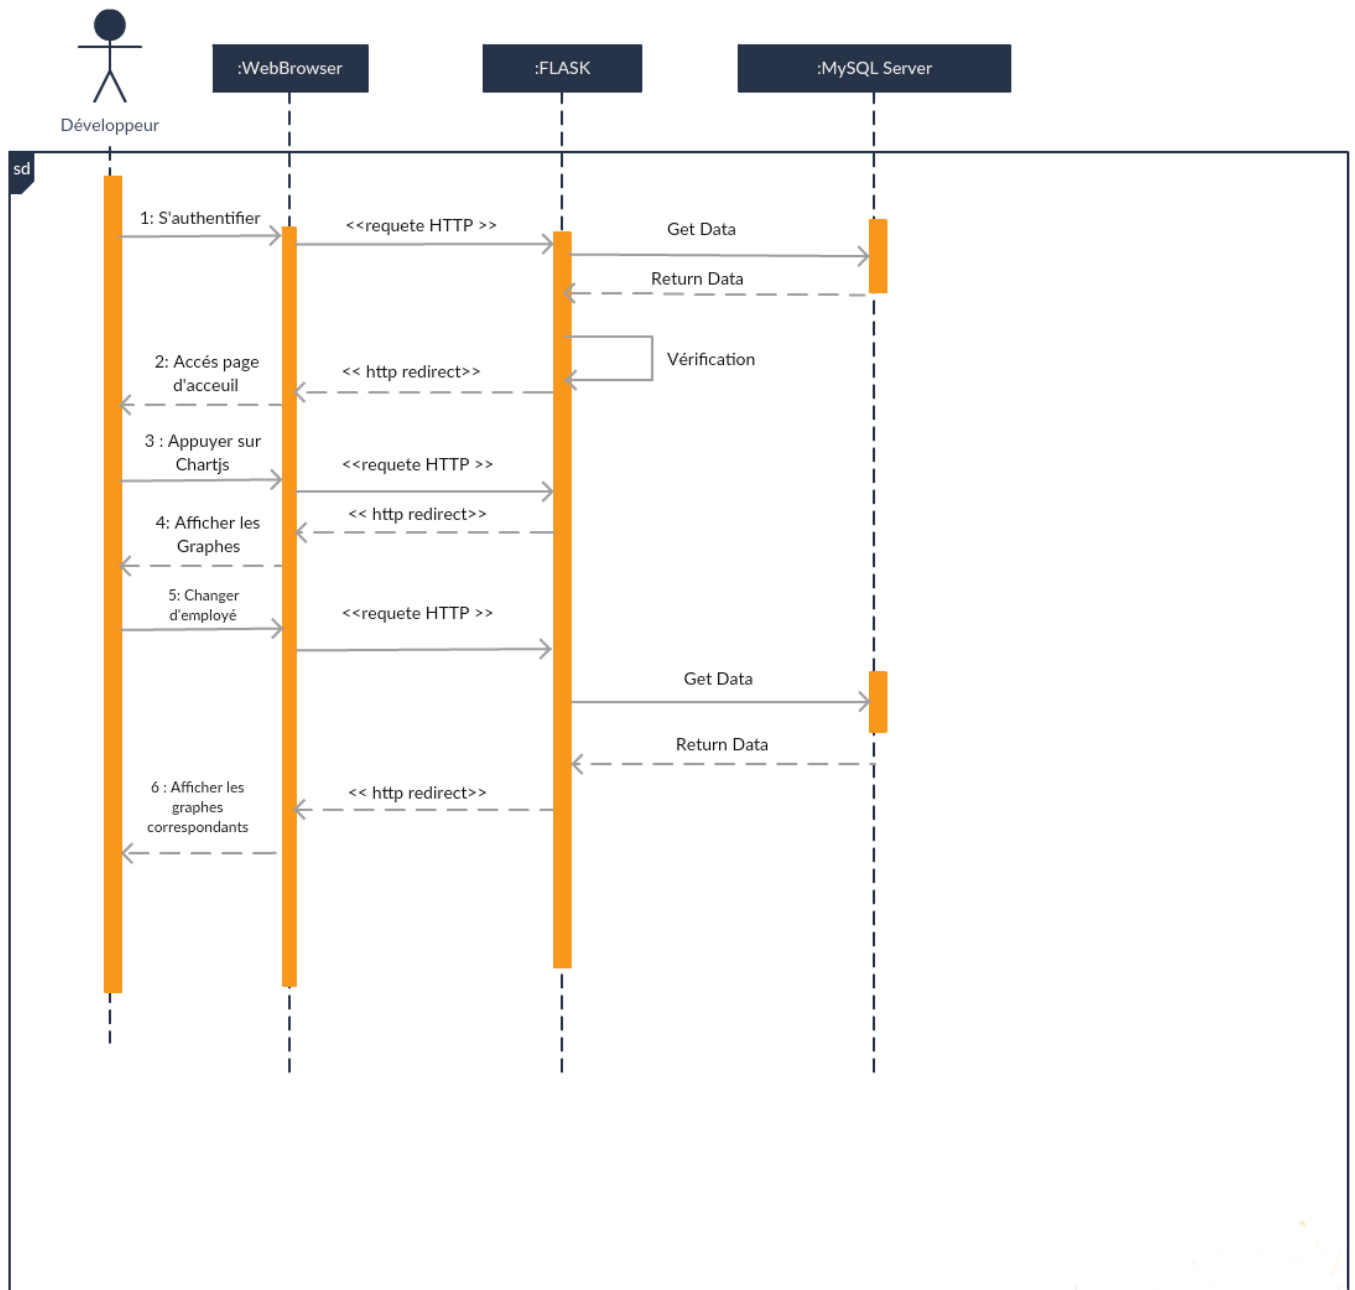 Développeur
:WebBrowser
:FLASK
:MySQL Server
sd
1: S'authentifier
<<requete HTTP >>
Get Data
Return Data
Vérification
<< http redirect>>
2: Accés page
d'acceuil
3 : Appuyer sur
Chartjs
<<requete HTTP >>
<< http redirect>>
4: Afficher les
Graphes
5: Changer
d'employé
<<requete HTTP >>
Get Data
Return Data
<< http redirect>>
6 : Afficher les
graphes
correspondants